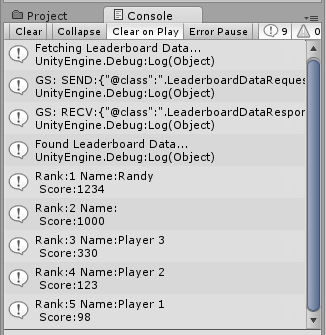 Project
Console
Clear
Collapse
Clear on Play
Error Pause
9
0
Fetching Leaderboard Data...
UnityEngine.Debug:Log(Object)
GS: SEND:{"@class":".LeaderboardDataReques
UnityEngine.Debug:Log(Object)
GS: RECV:{"@class":".LeaderboardDataRespor
UnityEngine.Debug:Log(Object)
Found Leaderboard Data...
UnityEngine.Debug:Log(Object)
Rank:1 Name:Randy
Score:1234
Rank:2 Name:
Score:1000
Rank:3 Name:Player 3
Score:330
Rank:4 Name:Player 2
Score:123
Rank:5 Name:Player 1
Score:98